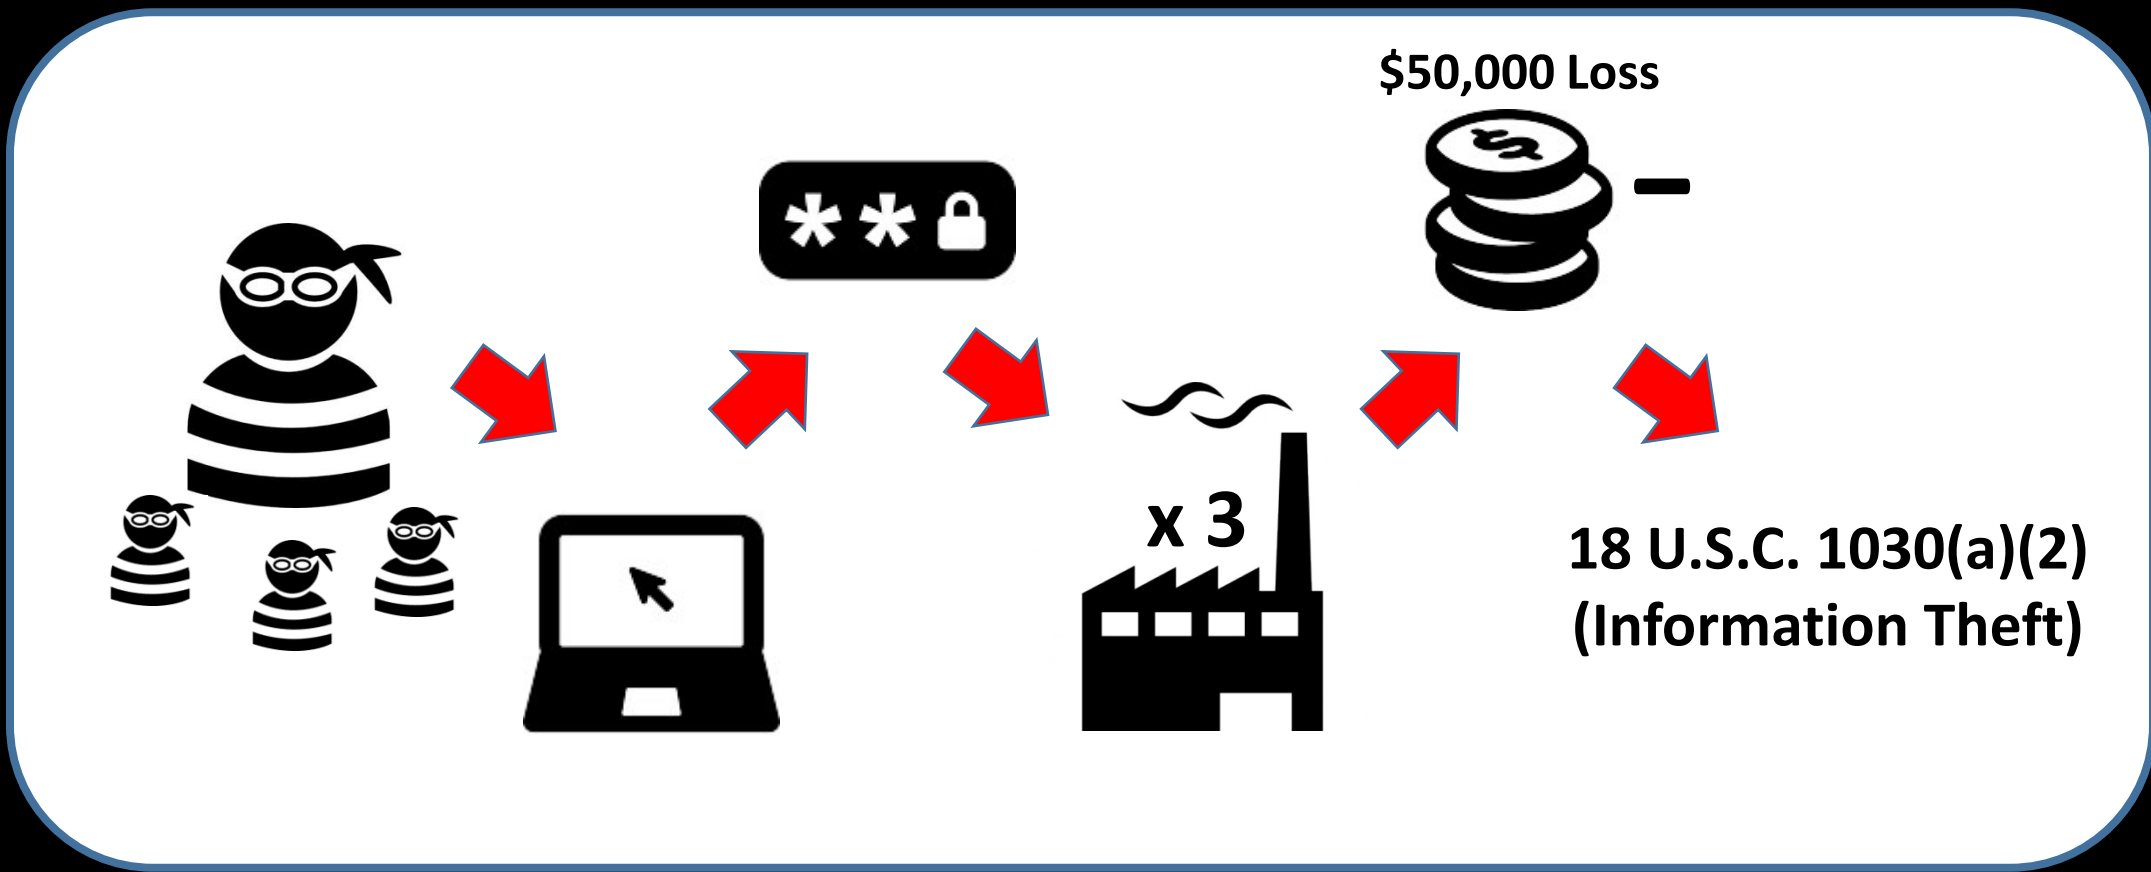 $50,000 Loss
* *
x 3
18 U.S.C. 1030(a)(2)
(Information Theft)